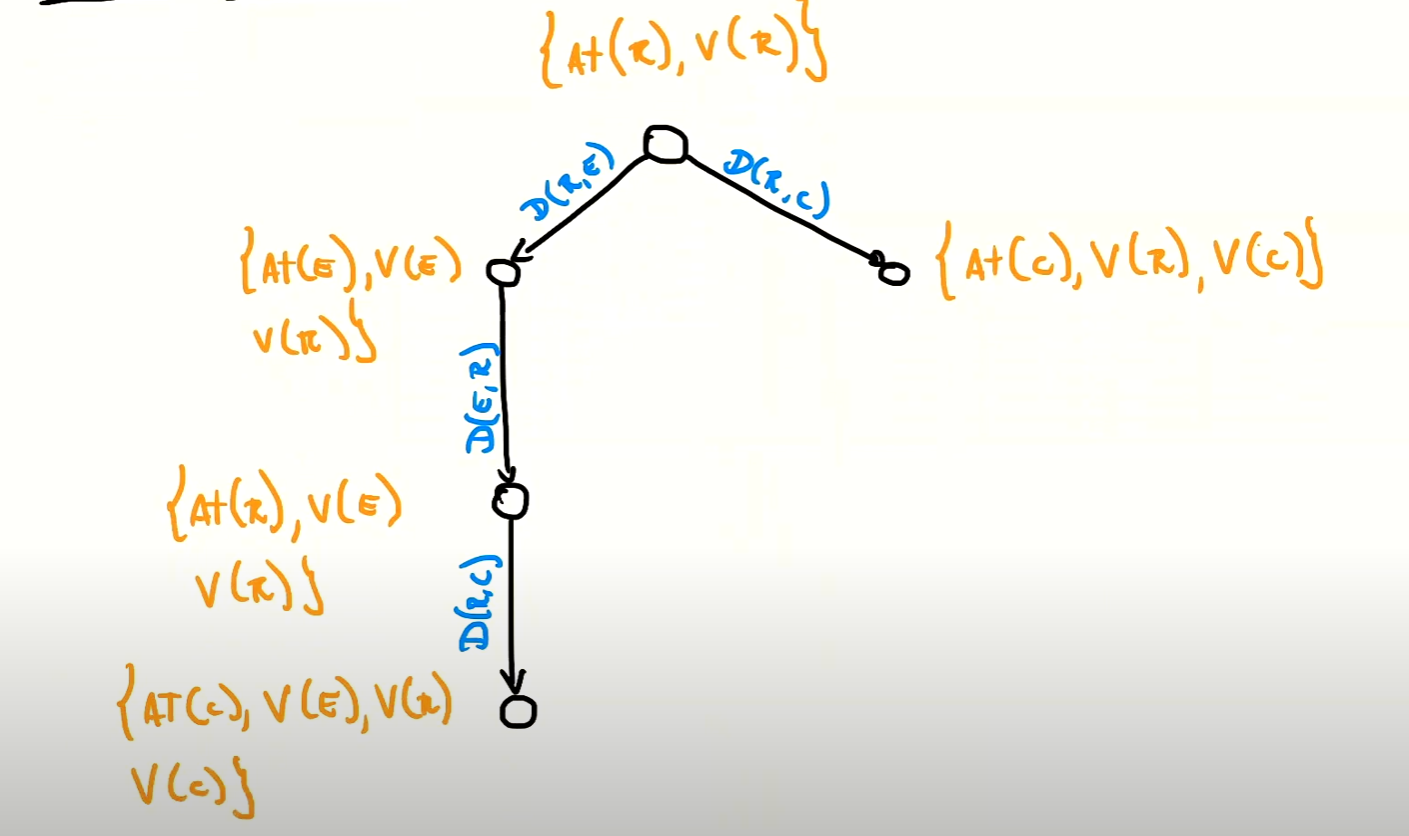 {At(R), V(R)}
D(R,E)
D(R,C)
{At(E), V(E)
V(R)}
{At(C), V(R), V(C)}
D(E,R)
{At(R), V(E)
V(R)}
D(R,C)
{AT(C), V(E), V(R)
V(C)}